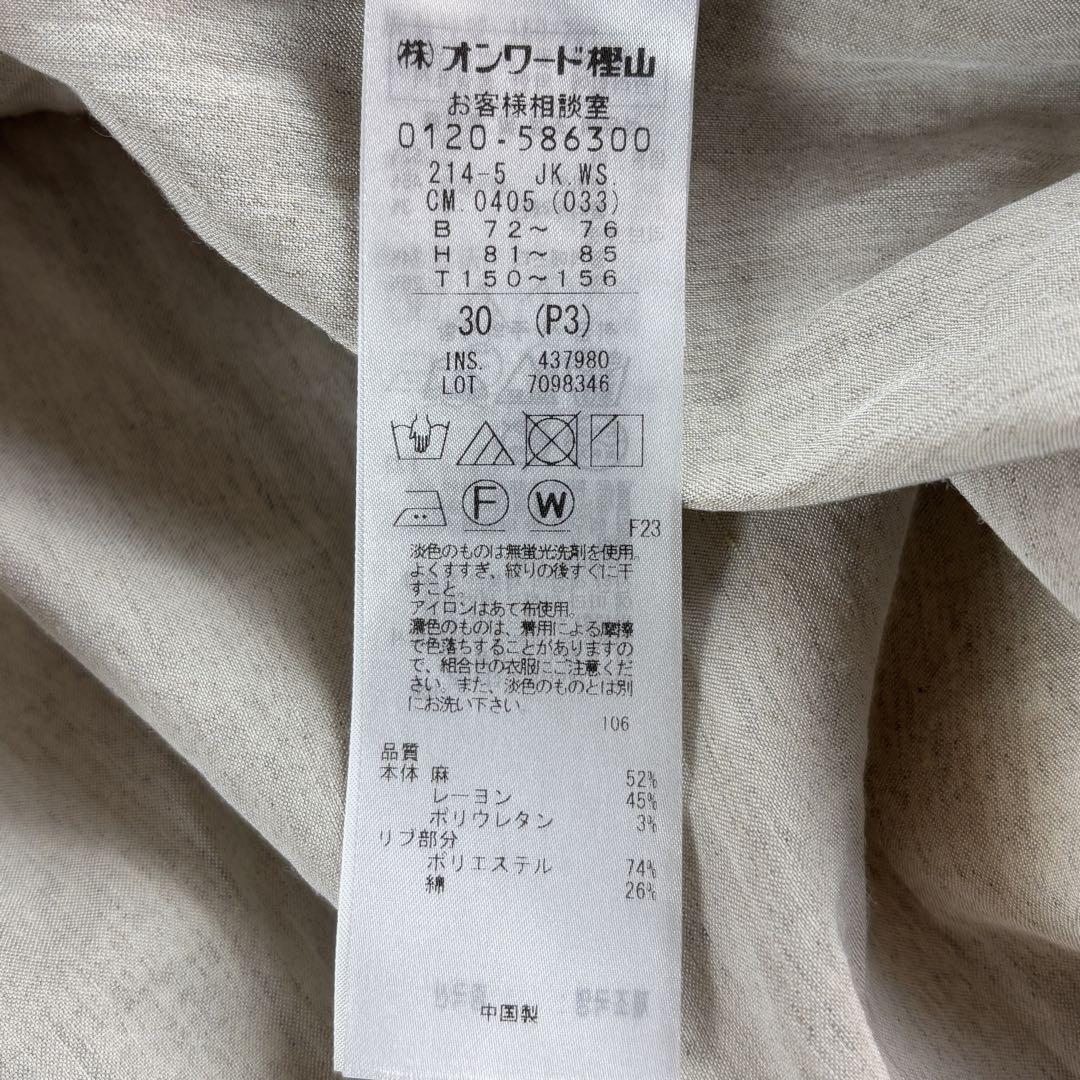 (株)オンワード樫山
お客様相談室
0120-586300
214-5 JK.WS
CM.0405 (033)
B 72～ 76
H 81～ 85
T150～156
30 (P3)
INS. 437980
LOT 7098346
F W
F23
淡色のものは無蛍光洗剤を使用。
よくすすぎ、絞りの後すぐに干
すこと。
アイロンはあて布使用。
濃色のものは、着用による摩擦
で色落ちすることがありますの
で、組合せの衣服にご注意くだ
さい。また、淡色のものとは別
にお洗い下さい。
106
品質
本体 麻 52%
レーヨン 45%
ポリウレタン 3%
リブ部分
ポリエステル 74%
綿 26%
中国製